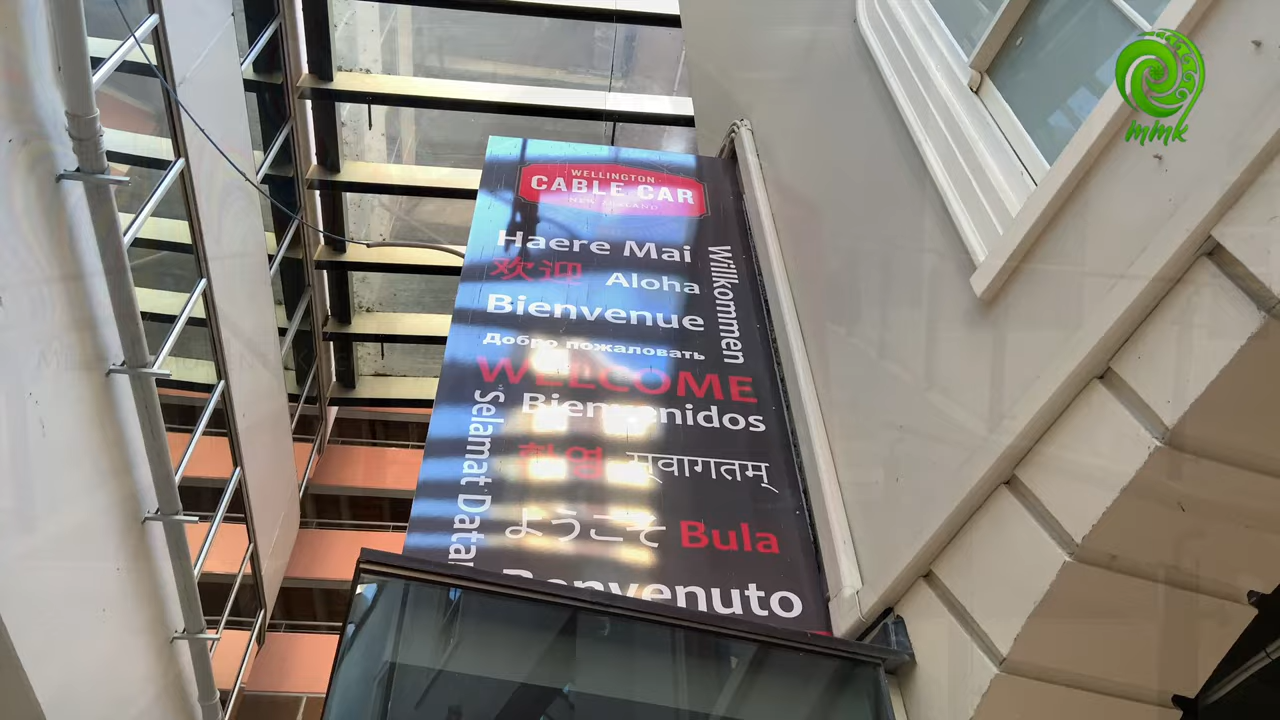 WELLINGTON
CABLE CAR
NEW ZEALAND
Haere Mai
欢迎
Aloha
Willkommen
Bienvenue
Добро пожаловать
WELCOME
Bienvenidos
Selamat Data
환영
स्वागतम्
ようこそ
Bula
Benvenuto
mmk